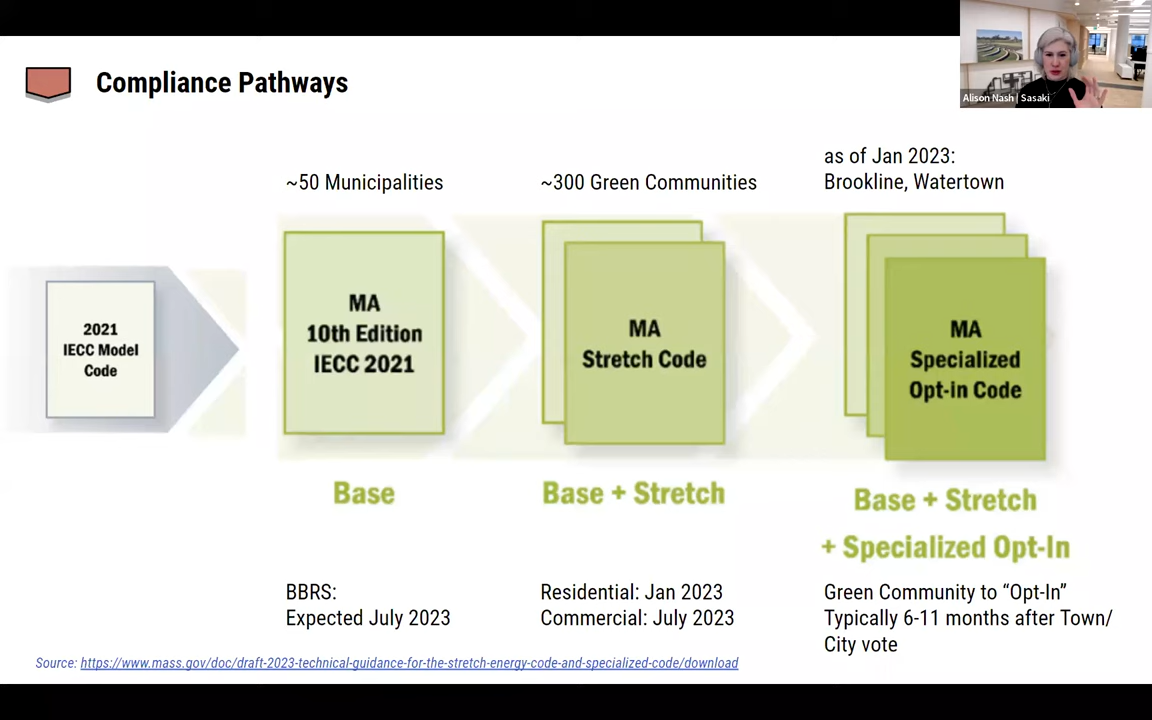 Alison Nash | Sasaki
Compliance Pathways
~50 Municipalities
~300 Green Communities
as of Jan 2023:
Brookline, Watertown
2021
IECC Model
Code
MA
10th Edition
IECC 2021
MA
Stretch Code
MA
Specialized
Opt-in Code
Base
Base + Stretch
Base + Stretch
+ Specialized Opt-In
BBRS:
Expected July 2023
Residential: Jan 2023
Commercial: July 2023
Green Community to “Opt-In”
Typically 6-11 months after Town/
City vote
Source: https://www.mass.gov/doc/draft-2023-technical-guidance-for-the-stretch-energy-code-and-specialized-code/download